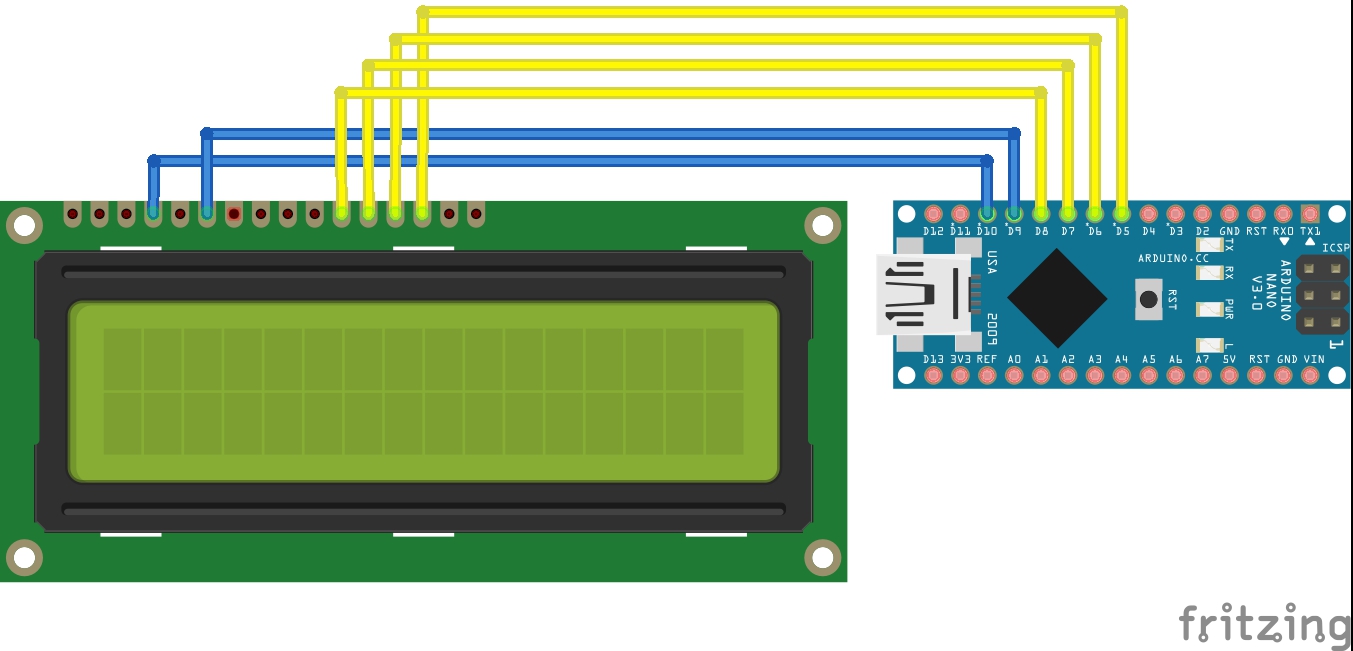 D12 D11 D10 D9 D8 D7 D6 D5 D4 D3 D2 GND RST RX0 TX1
TX
ICSP
USA
ARDUINO.CC
RX
RST
ARDUINO
NANO
V3.0
PWR
2009
L
1
D13 3V3 REF A0 A1 A2 A3 A4 A5 A6 A7 5V RST GND VIN
fritzing